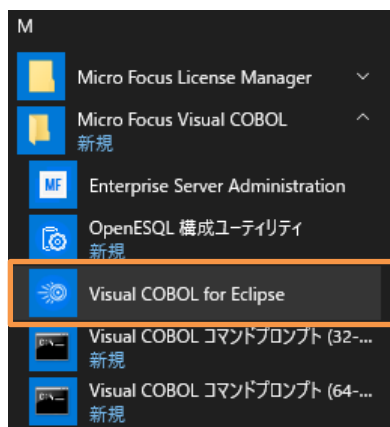 M
Micro Focus License Manager
Micro Focus Visual COBOL
新規
MF Enterprise Server Administration
OpenESQL 構成ユーティリティ
新規
Visual COBOL for Eclipse
Visual COBOL コマンドプロンプト (32-...
新規
Visual COBOL コマンドプロンプト (64-...
新規